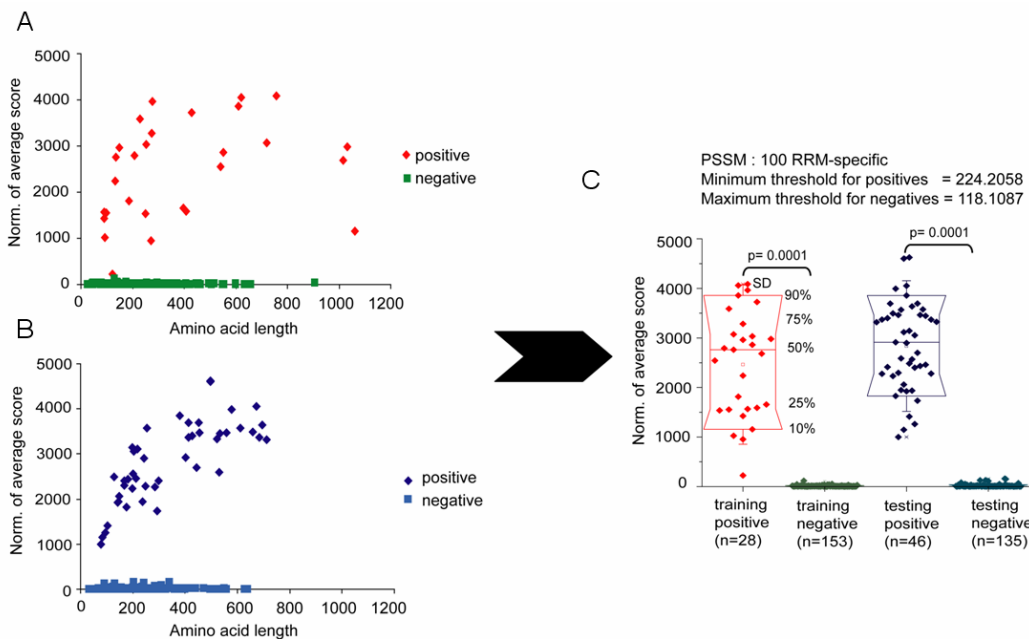 A
5000
4000
3000
2000
1000
0
Norm. of average score
0 200 400 600 800 1000 1200
Amino acid length
positive
negative
B
5000
4000
3000
2000
1000
0
Norm. of average score
0 200 400 600 800 1000 1200
Amino acid length
positive
negative
C
PSSM : 100 RRM-specific
Minimum threshold for positives = 224.2058
Maximum threshold for negatives = 118.1087
p= 0.0001
p= 0.0001
5000
4000
3000
2000
1000
0
Norm. of average score
SD
90%
75%
50%
25%
10%
training positive (n=28)
training negative (n=153)
testing positive (n=46)
testing negative (n=135)